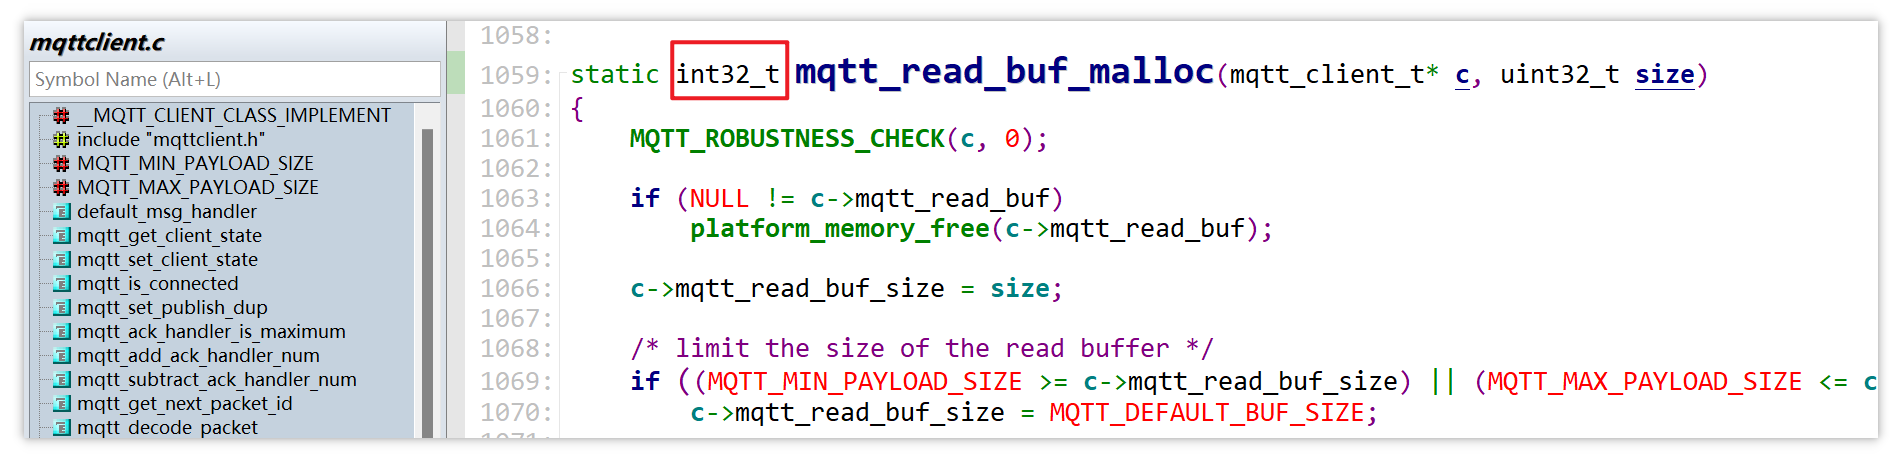 mqttclient.c
Symbol Name (Alt+L)
__MQTT_CLIENT_CLASS_IMPLEMENT
include "mqttclient.h"
MQTT_MIN_PAYLOAD_SIZE
MQTT_MAX_PAYLOAD_SIZE
default_msg_handler
mqtt_get_client_state
mqtt_set_client_state
mqtt_is_connected
mqtt_set_publish_dup
mqtt_ack_handler_is_maximum
mqtt_add_ack_handler_num
mqtt_subtract_ack_handler_num
mqtt_get_next_packet_id
mqtt_decode_packet
1058:
1059: static int32_t mqtt_read_buf_malloc(mqtt_client_t* c, uint32_t size)
1060: {
1061:     MQTT_ROBUSTNESS_CHECK(c, 0);
1062:
1063:     if (NULL != c->mqtt_read_buf)
1064:         platform_memory_free(c->mqtt_read_buf);
1065:
1066:     c->mqtt_read_buf_size = size;
1067:
1068:     /* limit the size of the read buffer */
1069:     if ((MQTT_MIN_PAYLOAD_SIZE >= c->mqtt_read_buf_size) || (MQTT_MAX_PAYLOAD_SIZE <= c
1070:         c->mqtt_read_buf_size = MQTT_DEFAULT_BUF_SIZE;